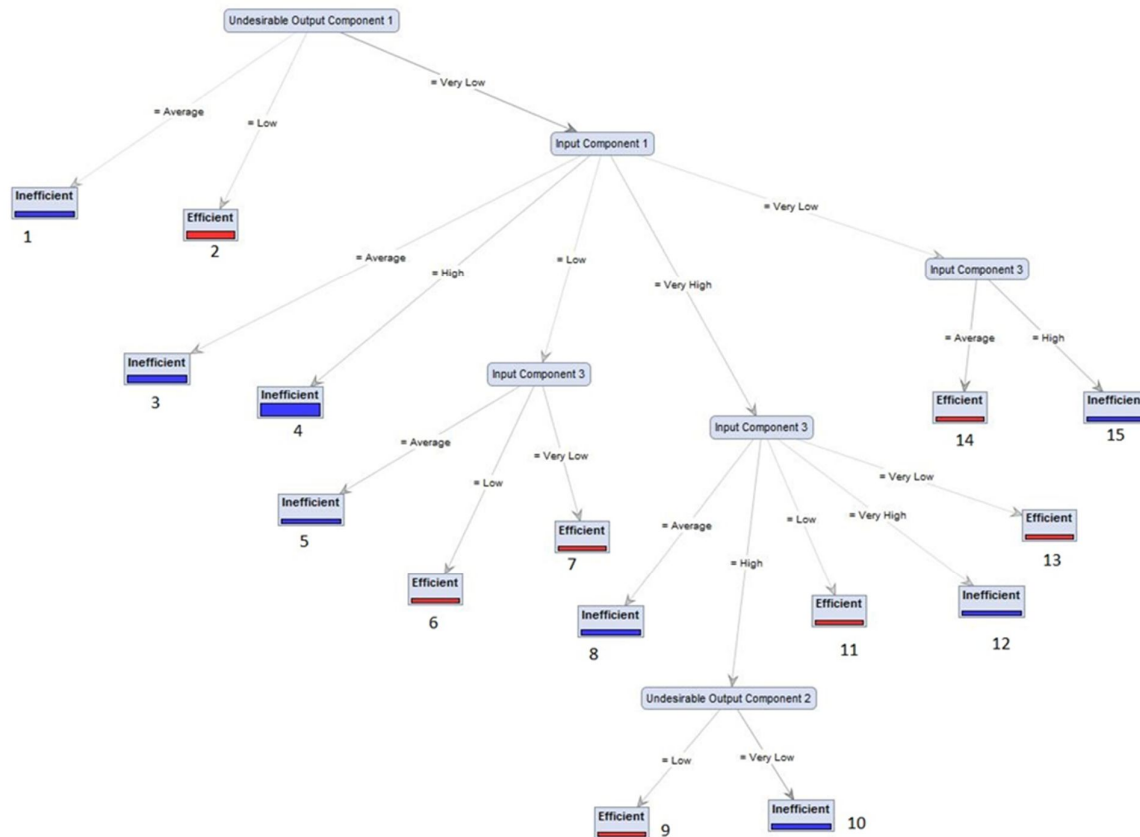 Undesirable Output Component 1
= Very Low
= Average
= Low
Input Component 1
Inefficient
1
Efficient
2
= Very Low
= Average
= High
= Low
= Very High
Input Component 3
= Average
= High
Inefficient
3
Inefficient
4
Input Component 3
Efficient
14
Inefficient
15
Input Component 3
= Average
= Low
= Very Low
= Average
= High
= Low
= Very High
= Very Low
Inefficient
5
Efficient
7
Efficient
6
Inefficient
8
Efficient
11
Inefficient
12
Efficient
13
Undesirable Output Component 2
= Low
= Very Low
Efficient
9
Inefficient
10